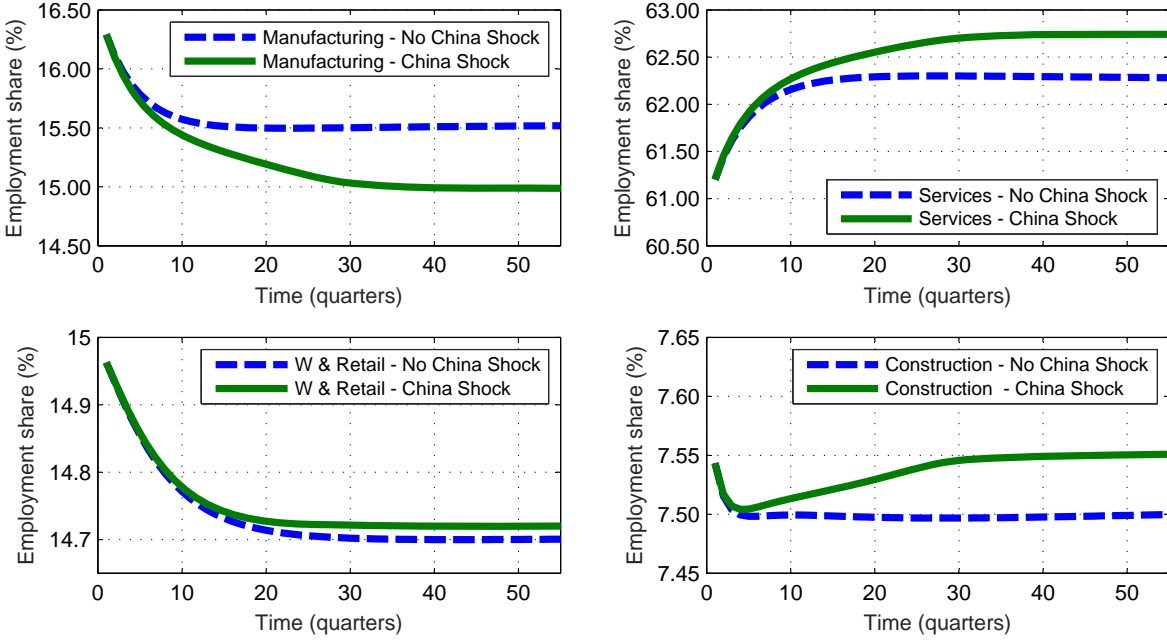 16.50
16.00
15.50
15.00
14.50
Employment share (%)
Manufacturing - No China Shock
Manufacturing - China Shock
0 10 20 30 40 50
Time (quarters)
63.00
62.50
62.00
61.50
61.00
60.50
Employment share (%)
Services - No China Shock
Services - China Shock
0 10 20 30 40 50
Time (quarters)
15
14.9
14.8
14.7
Employment share (%)
W & Retail - No China Shock
W & Retail - China Shock
0 10 20 30 40 50
Time (quarters)
7.65
7.60
7.55
7.50
7.45
Employment share (%)
Construction - No China Shock
Construction - China Shock
0 10 20 30 40 50
Time (quarters)